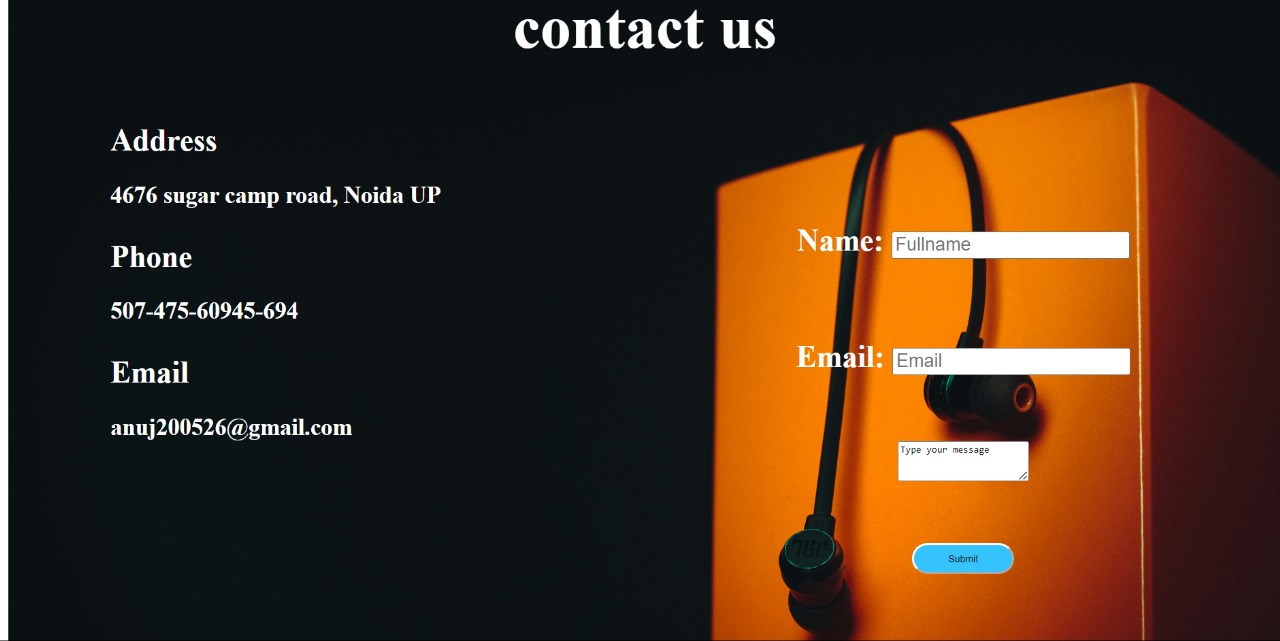 contact us
Address
4676 sugar camp road, Noida UP
Phone
507-475-60945-694
Email
anuj200526@gmail.com
Name: Fullname
Email: Email
Type your message
Submit
JBL